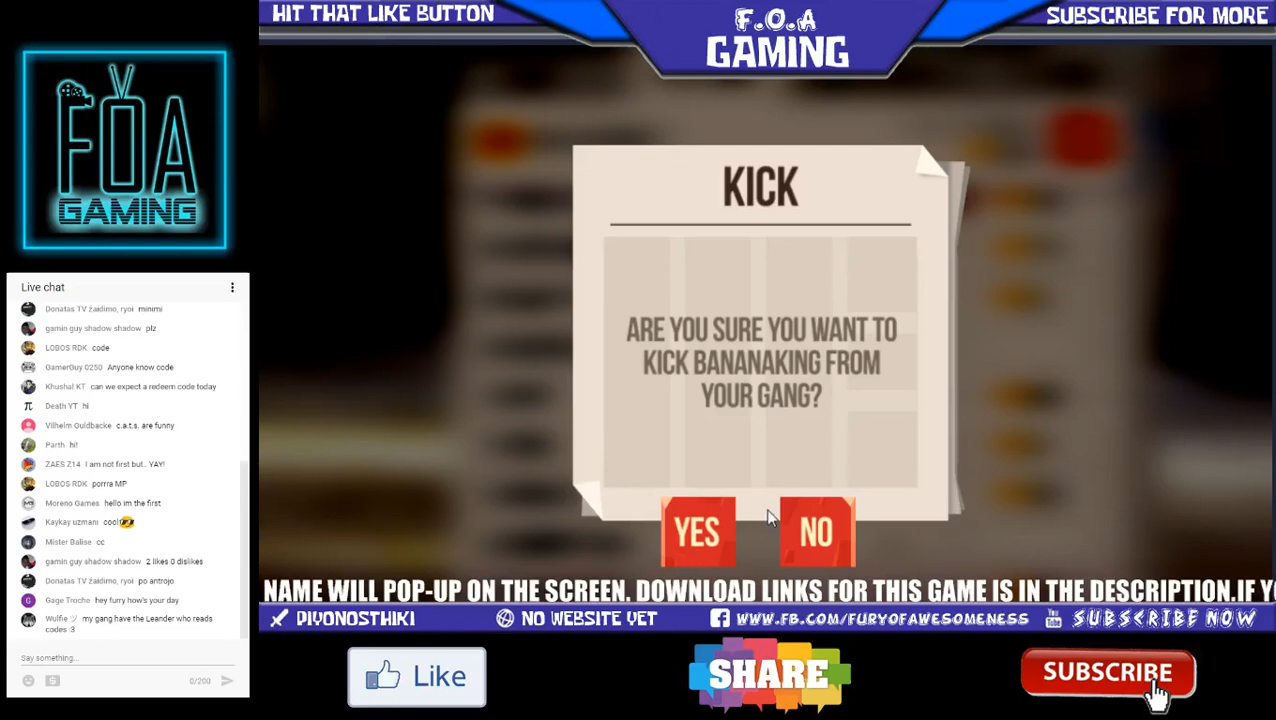 HIT THAT LIKE BUTTON
F.O.A
GAMING
SUBSCRIBE FOR MORE
FOA
GAMING
Live chat
Donatas TV žaidimo, ryoi minimi
gamin guy shadow shadow plz
LOBOS RDK code
GamerGuy 0250 Anyone know code
Khushal KT can we expect a redeem code today
Death YT hi
Vilhelm Guldbacke c.a.t.s. are funny
Parth hi!
ZAES Z14 I am not first but.. YAY!
LOBOS RDK porrra MP
Moreno Games hello im the first
Kaykay uzmanı cool
Mister Balise cc
gamin guy shadow shadow 2 likes 0 dislikes
Donatas TV žaidimo, ryoi po antrojo
Gage Troche hey furry how's your day
Wulfie ツ my gang have the Leander who reads
codes :3
Say something...
0/200
KICK
ARE YOU SURE YOU WANT TO
KICK BANANAKING FROM
YOUR GANG?
YES
NO
NAME WILL POP-UP ON THE SCREEN. DOWNLOAD LINKS FOR THIS GAME IS IN THE DESCRIPTION.IF Y
PIYONOSTHIKI
NO WEBSITE YET
WWW.FB.COM/FURYOFAWESOMENESS
You Tube
SUBSCRIBE NOW
Like
SHARE
SUBSCRIBE